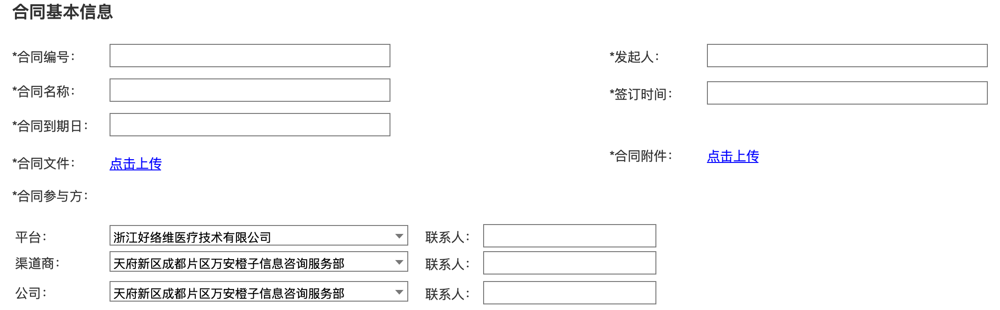 合同基本信息
*合同编号：
*发起人：
*合同名称：
*签订时间：
*合同到期日：
*合同文件： 点击上传
*合同附件： 点击上传
*合同参与方：
平台： 浙江好络维医疗技术有限公司 联系人：
渠道商： 天府新区成都片区万安橙子信息咨询服务部 联系人：
公司： 天府新区成都片区万安橙子信息咨询服务部 联系人：